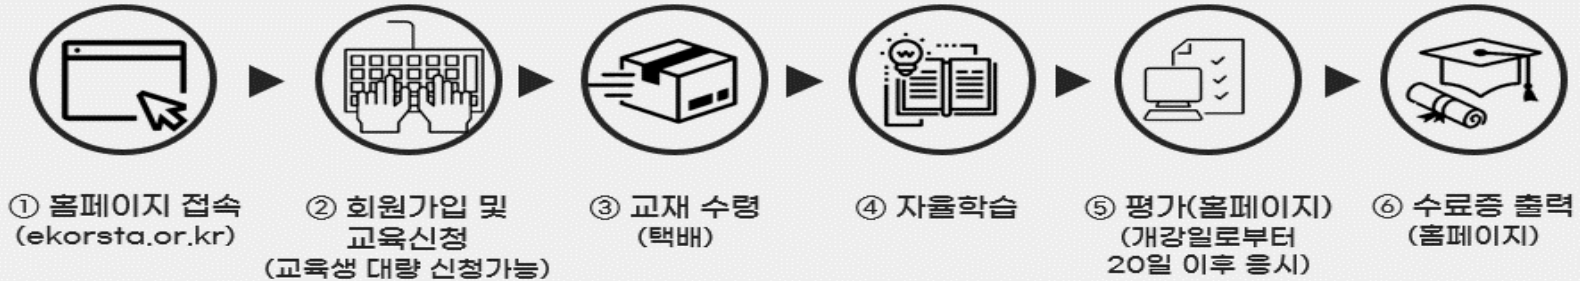 ① 홈페이지 접속
(ekorsta.or.kr)
② 회원가입 및
교육신청
(교육생 대량 신청가능)
③ 교재 수령
(택배)
④ 자율학습
⑤ 평가(홈페이지)
(개강일로부터
20일 이후 응시)
⑥ 수료증 출력
(홈페이지)